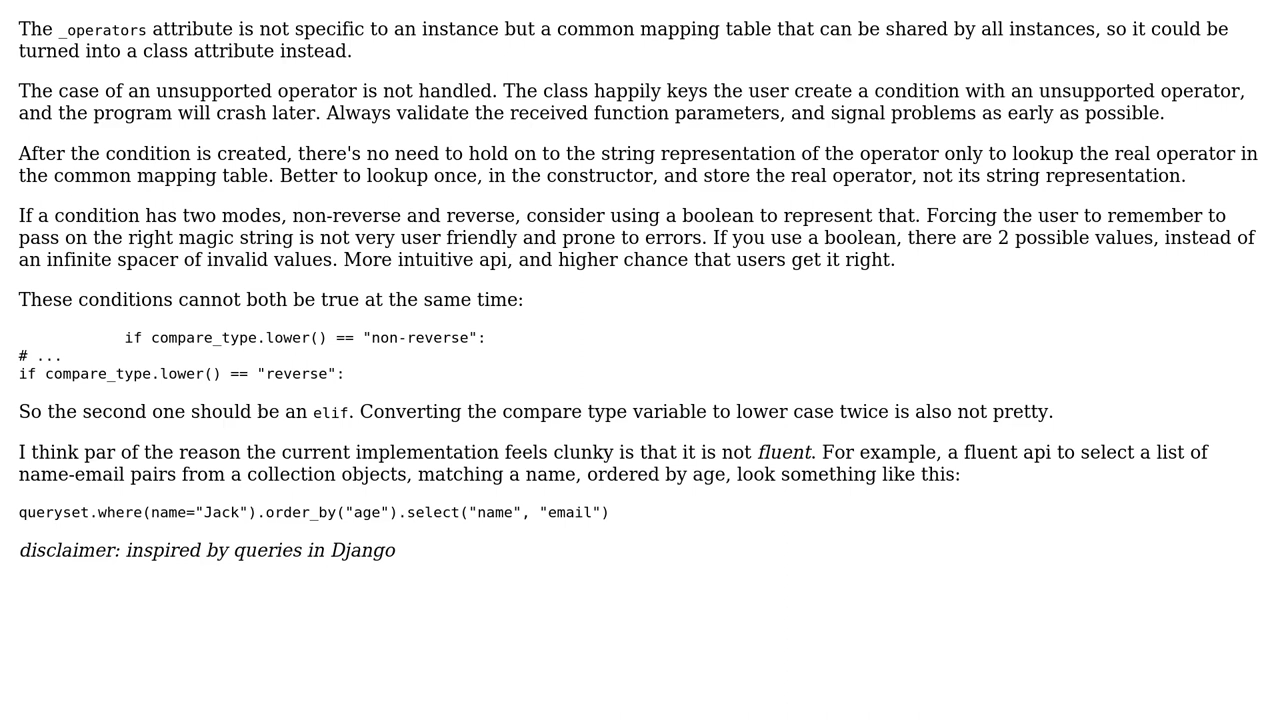 The _operators attribute is not specific to an instance but a common mapping table that can be shared by all instances, so it could be
turned into a class attribute instead.
The case of an unsupported operator is not handled. The class happily keys the user create a condition with an unsupported operator,
and the program will crash later. Always validate the received function parameters, and signal problems as early as possible.
After the condition is created, there's no need to hold on to the string representation of the operator only to lookup the real operator in
the common mapping table. Better to lookup once, in the constructor, and store the real operator, not its string representation.
If a condition has two modes, non-reverse and reverse, consider using a boolean to represent that. Forcing the user to remember to
pass on the right magic string is not very user friendly and prone to errors. If you use a boolean, there are 2 possible values, instead of
an infinite spacer of invalid values. More intuitive api, and higher chance that users get it right.
These conditions cannot both be true at the same time:
if compare_type.lower() == "non-reverse":
# ...
if compare_type.lower() == "reverse":
So the second one should be an elif. Converting the compare type variable to lower case twice is also not pretty.
I think par of the reason the current implementation feels clunky is that it is not fluent. For example, a fluent api to select a list of
name-email pairs from a collection objects, matching a name, ordered by age, look something like this:
queryset.where(name="Jack").order_by("age").select("name", "email")
disclaimer: inspired by queries in Django